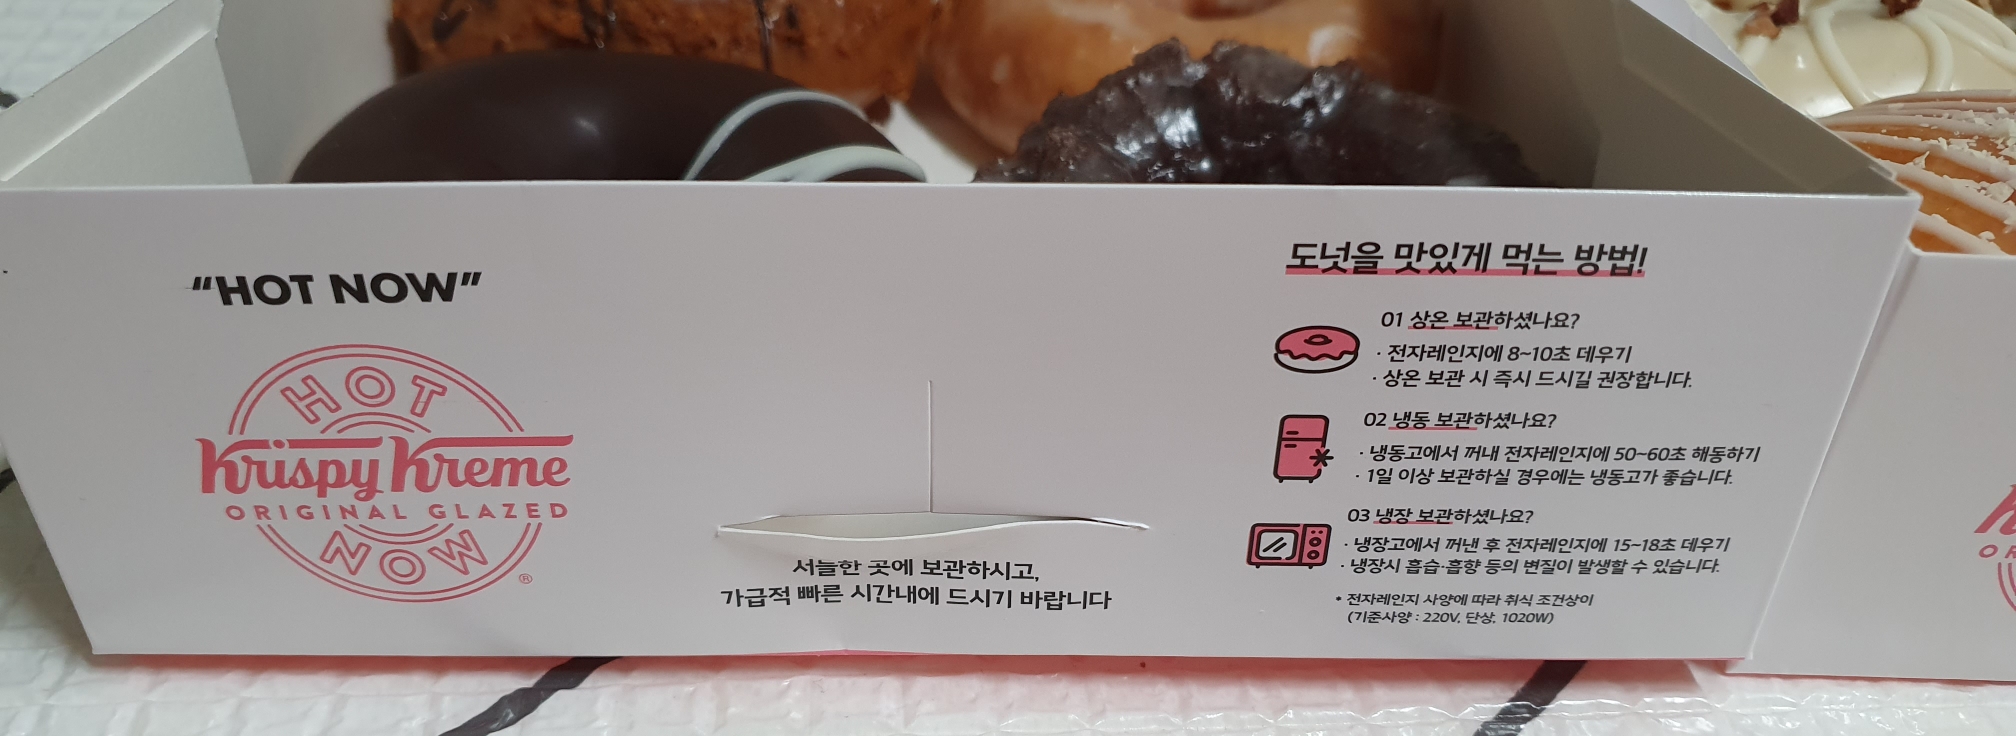 “HOT NOW”
HOT
Krispy Kreme
ORIGINAL GLAZED
NOW
®
서늘한 곳에 보관하시고,
가급적 빠른 시간내에 드시기 바랍니다
도넛을 맛있게 먹는 방법!
01 상온 보관하셨나요?
· 전자레인지에 8~10초 데우기
· 상온 보관 시 즉시 드시길 권장합니다.
02 냉동 보관하셨나요?
· 냉동고에서 꺼내 전자레인지에 50~60초 해동하기
· 1일 이상 보관하실 경우에는 냉동고가 좋습니다.
03 냉장 보관하셨나요?
· 냉장고에서 꺼낸 후 전자레인지에 15~18초 데우기
· 냉장시 흡습·흡향 등의 변질이 발생할 수 있습니다.
* 전자레인지 사양에 따라 취식 조건상이
(기준사양 : 220V, 단상, 1020W)